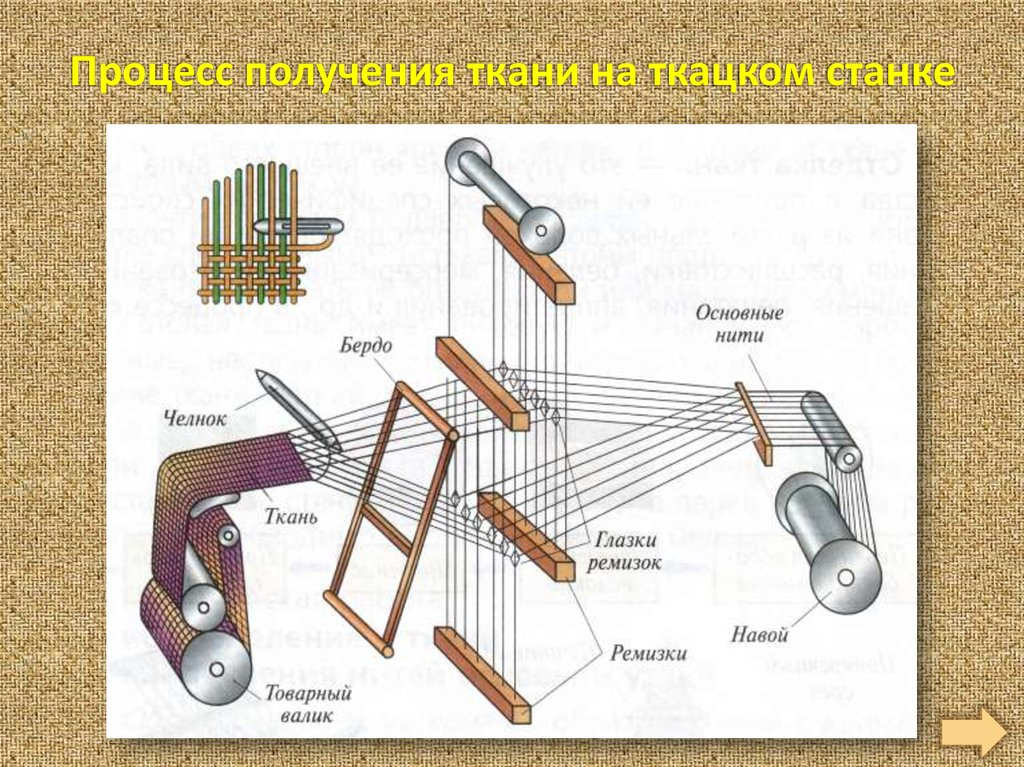 Процесс получения ткани на ткацком станке
Основные
нити
Бердо
Челнок
Ткань
Глазки
ремизок
Навой
Ремизки
Товарный
валик